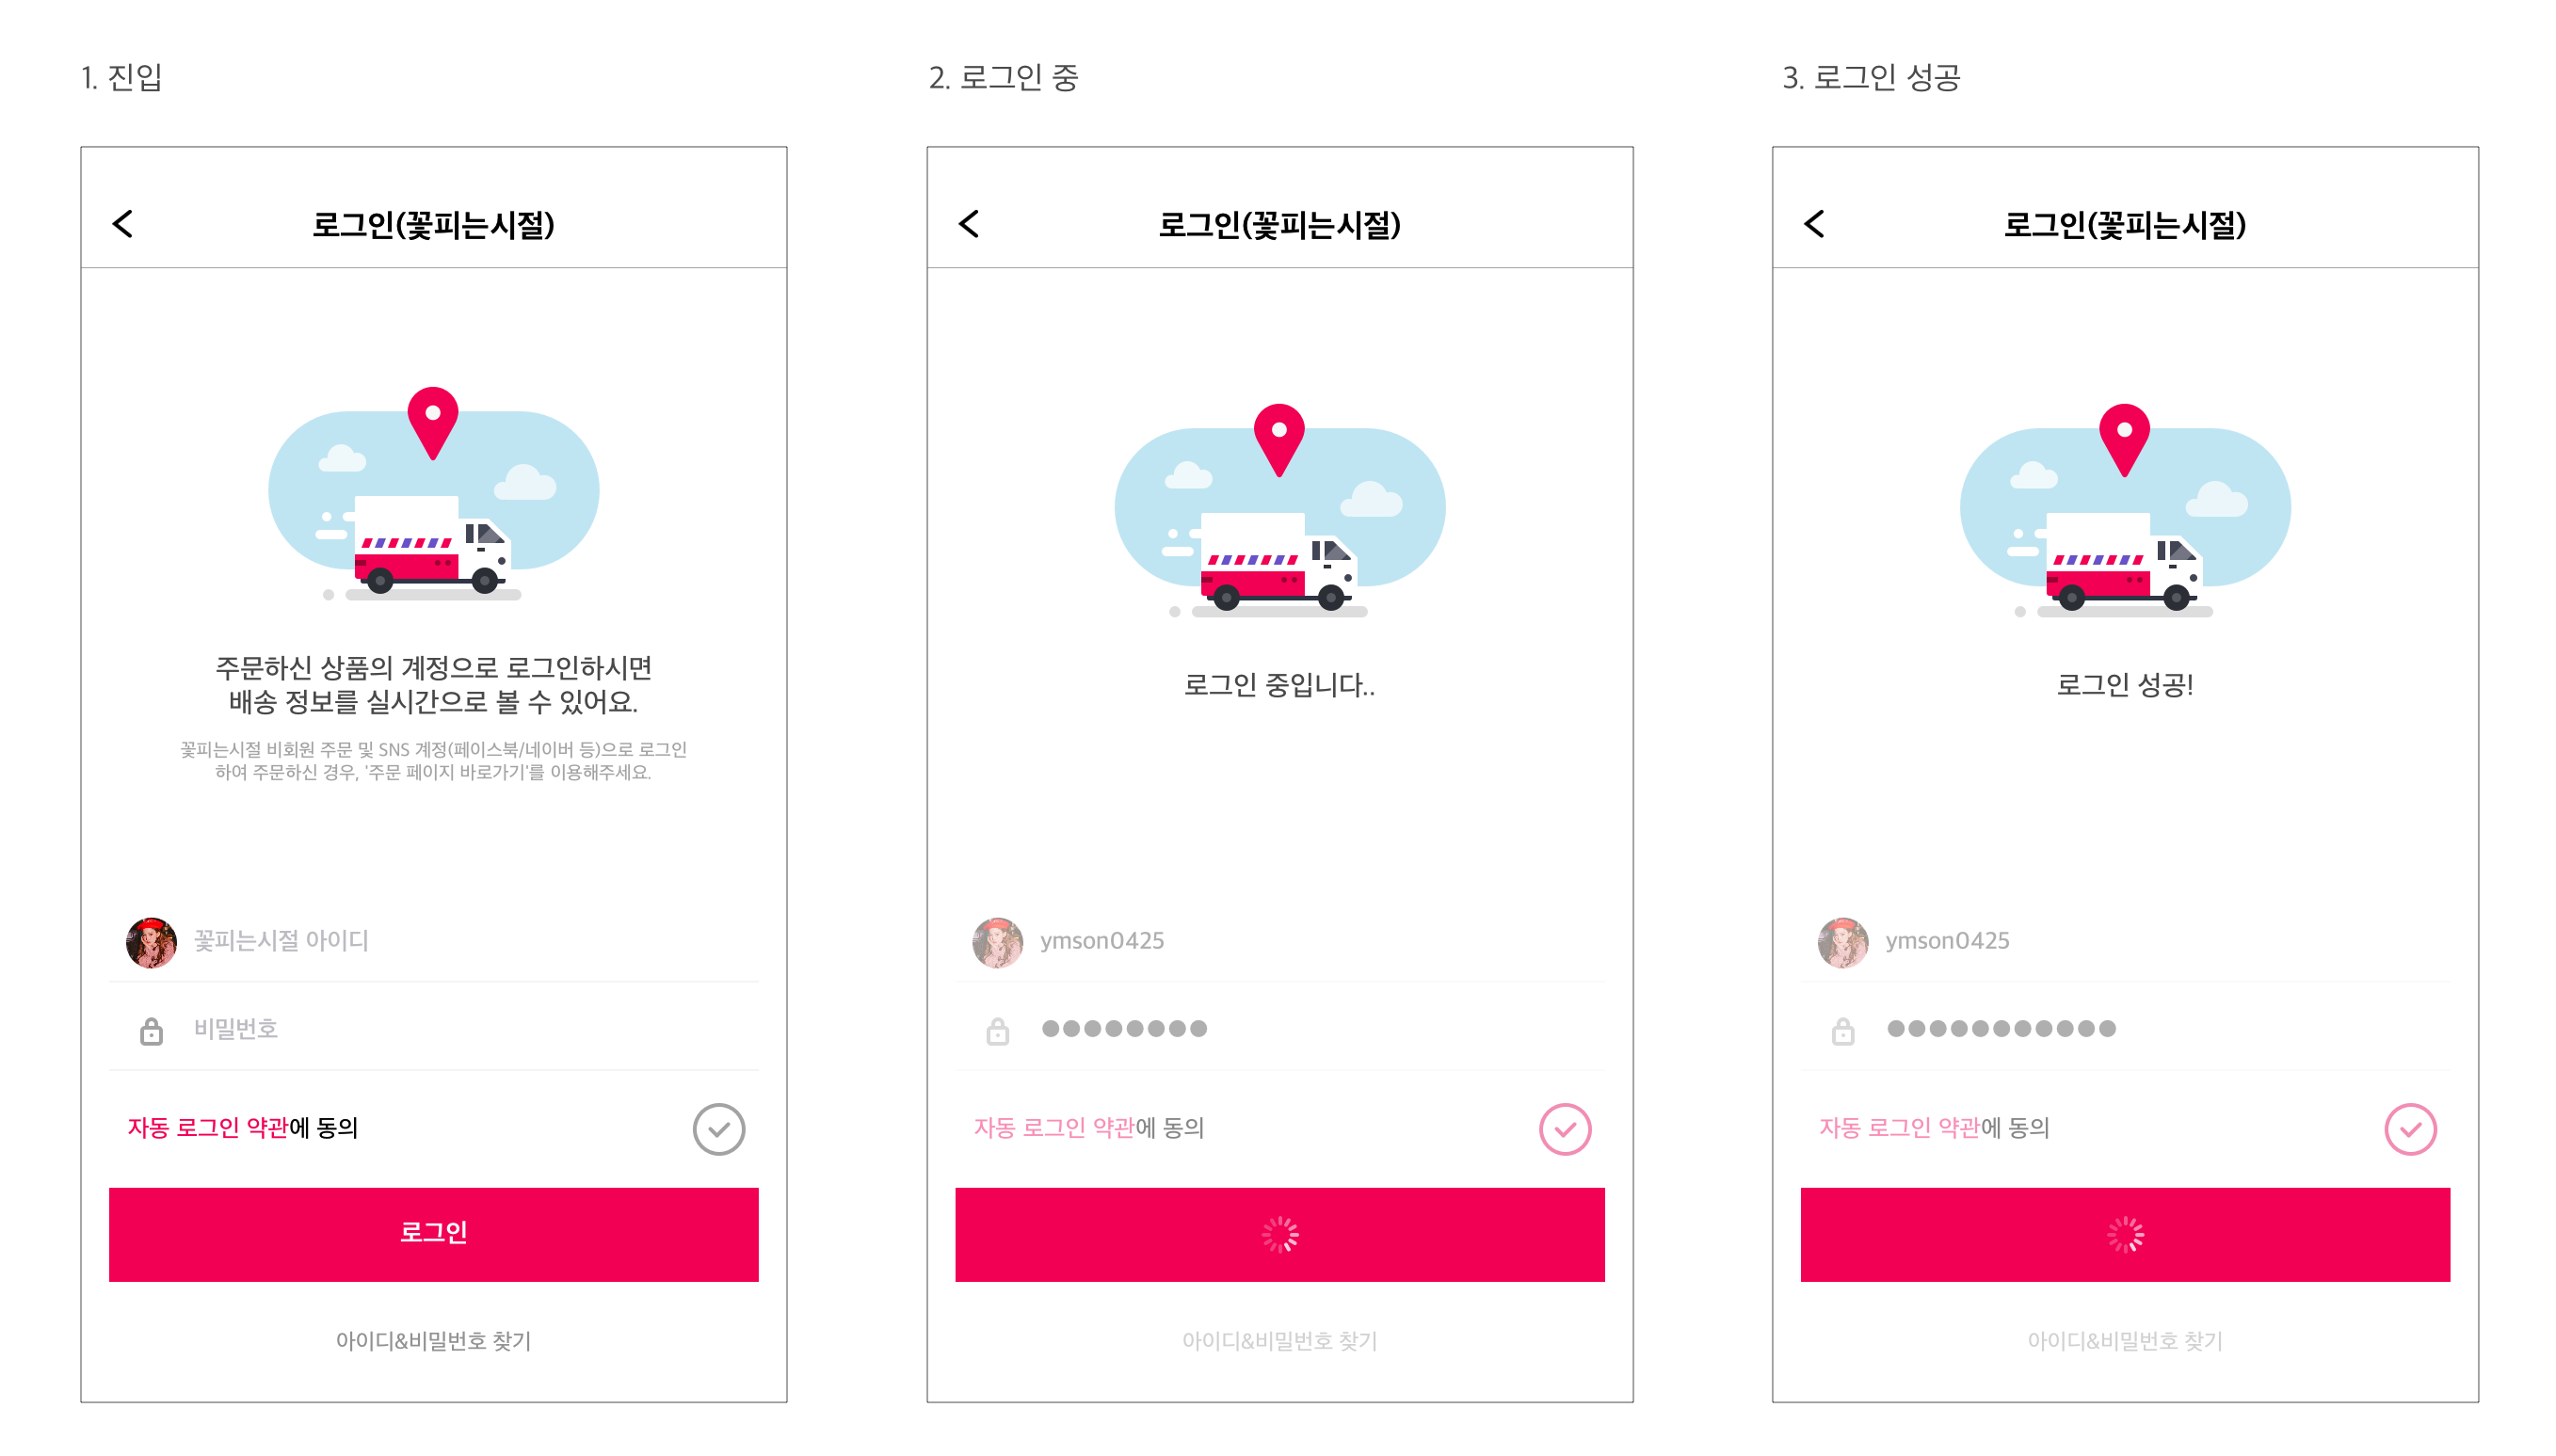 1. 진입
로그인(꽃피는시절)
주문하신 상품의 계정으로 로그인하시면
배송 정보를 실시간으로 볼 수 있어요.
꽃피는시절 비회원 주문 및 SNS 계정(페이스북/네이버 등)으로 로그인
하여 주문하신 경우, '주문 페이지 바로가기'를 이용해주세요.
꽃피는시절 아이디
비밀번호
자동 로그인 약관에 동의
로그인
아이디&비밀번호 찾기
2. 로그인 중
로그인(꽃피는시절)
로그인 중입니다..
ymson0425
●●●●●●●●
자동 로그인 약관에 동의
아이디&비밀번호 찾기
3. 로그인 성공
로그인(꽃피는시절)
로그인 성공!
ymson0425
●●●●●●●●●●●
자동 로그인 약관에 동의
아이디&비밀번호 찾기